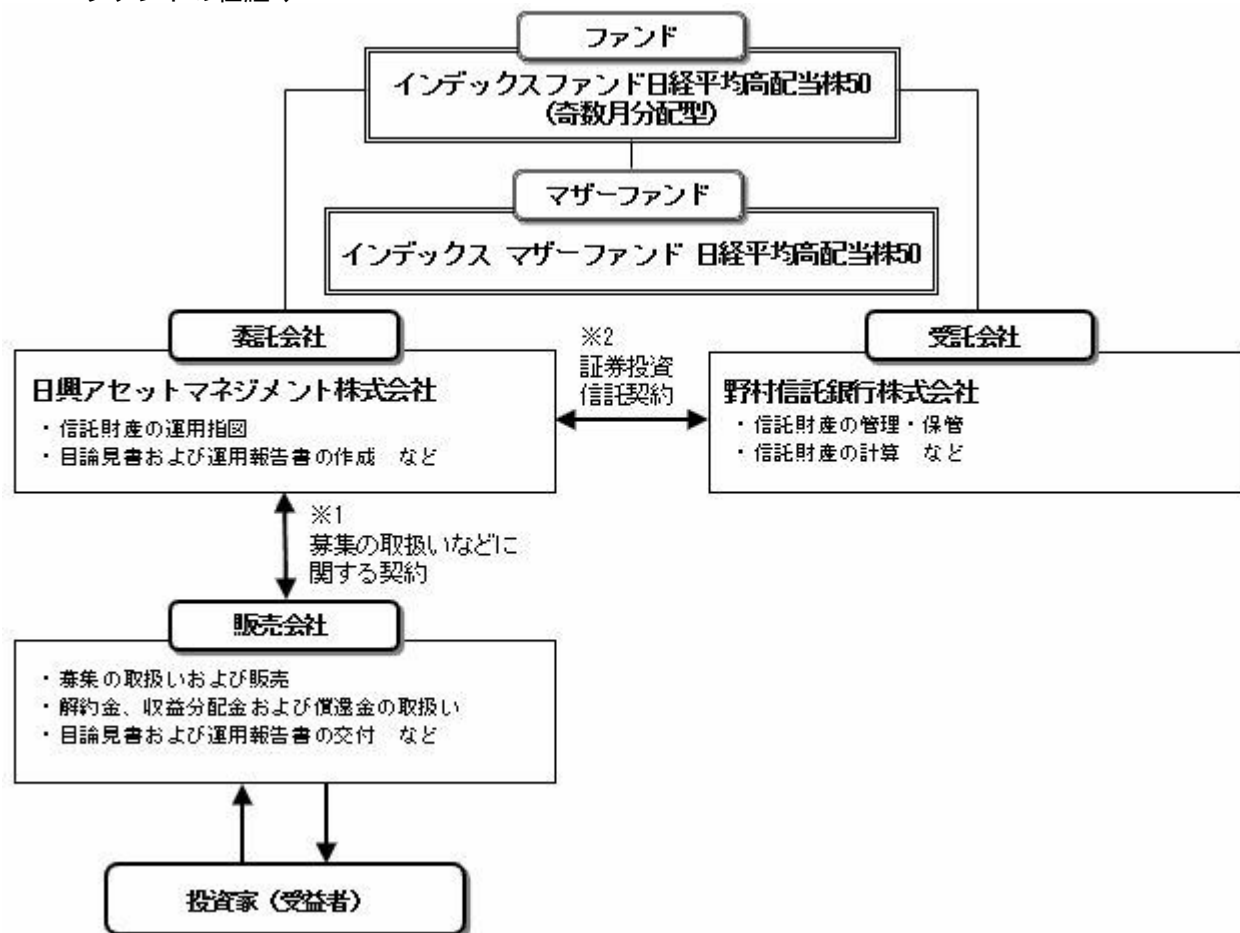 ファンド
インデックスファンド日経平均高配当株50
(奇数月分配型)
マザーファンド
インデックス マザーファンド 日経平均高配当株50
委託会社
日興アセットマネジメント株式会社
・信託財産の運用指図
・目論見書および運用報告書の作成 など
※2
証券投資
信託契約
受託会社
野村信託銀行株式会社
・信託財産の管理・保管
・信託財産の計算 など
※1
募集の取扱いなどに
関する契約
販売会社
・募集の取扱いおよび販売
・解約金、収益分配金および償還金の取扱い
・目論見書および運用報告書の交付 など
投資家(受益者)